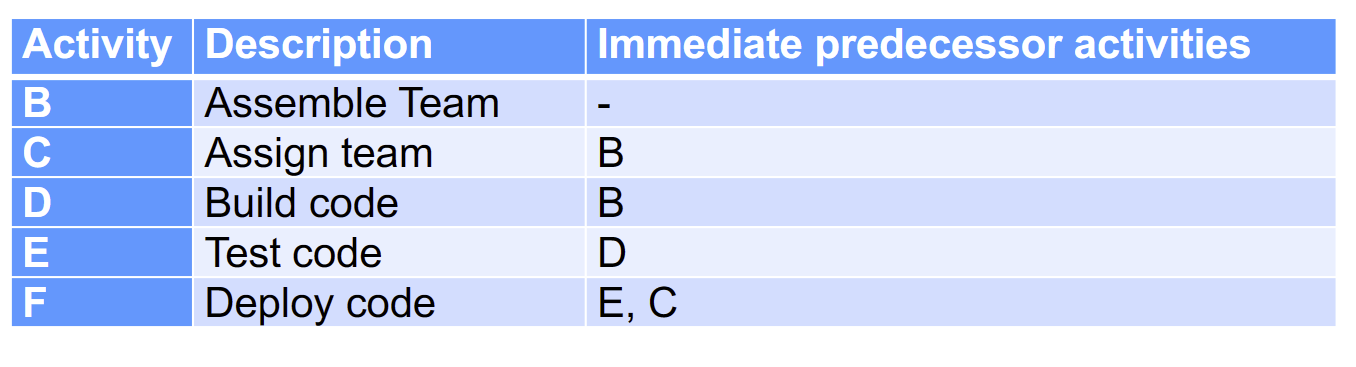 Activity Description Immediate predecessor activities
B Assemble Team -
C Assign team B
D Build code B
E Test code D
F Deploy code E, C